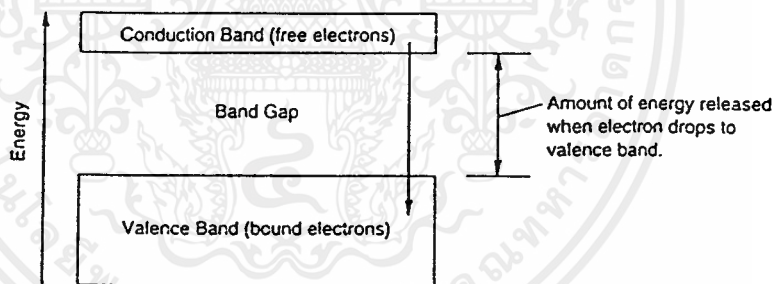 Conduction Band (free electrons)
Energy
Band Gap
Amount of energy released
when electron drops to
valence band.
Valence Band (bound electrons)